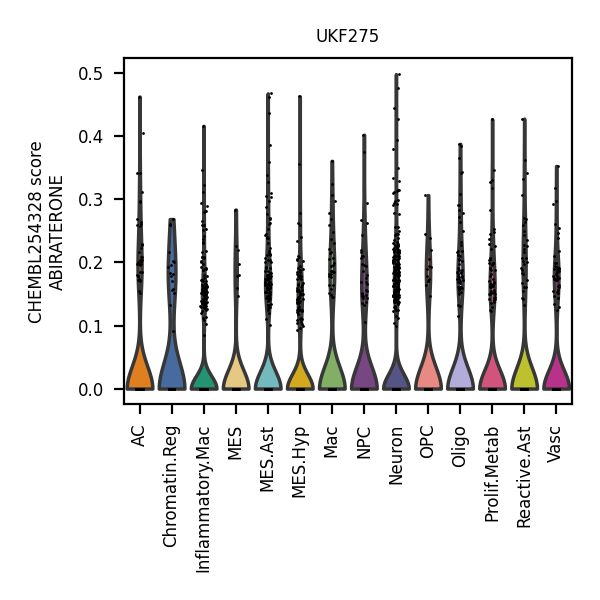 UKF275
CHEMBL254328 score
ABIRATERONE
0.5
0.4
0.3
0.2
0.1
0.0
AC
Chromatin.Reg
Inflammatory.Mac
MES
MES.Ast
MES.Hyp
Mac
NPC
Neuron
OPC
Oligo
Prolif.Metab
Reactive.Ast
Vasc